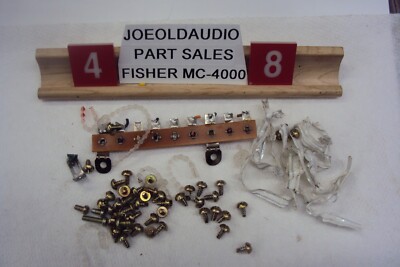 JOEOLDAUDIO
PART SALES
FISHER MC-4000
4
8